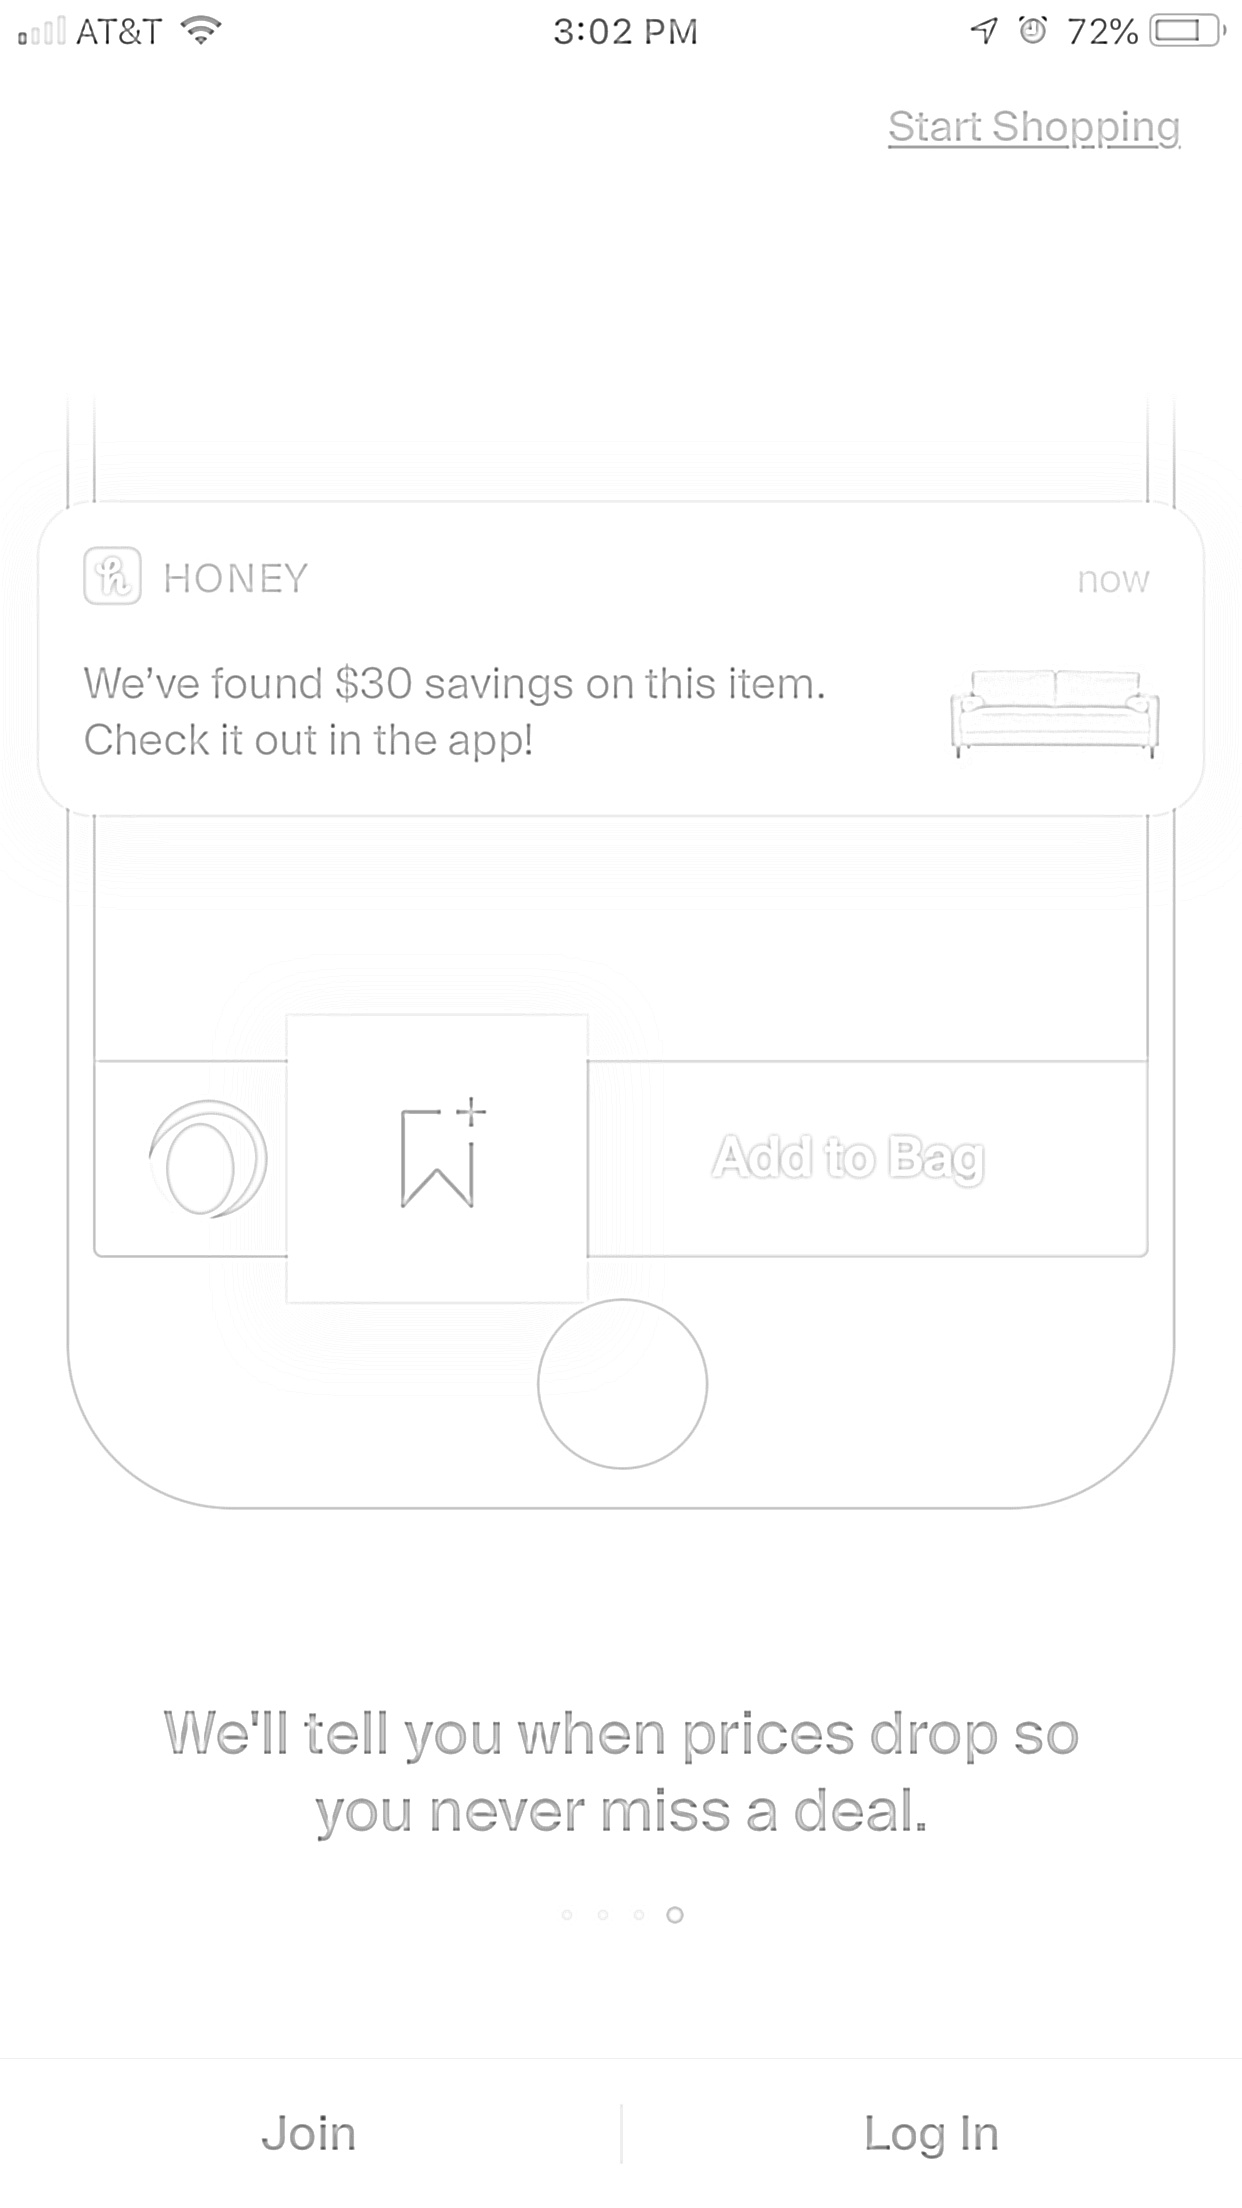 AT&T 3:02 PM 72%
Start Shopping
HONEY now
We’ve found $30 savings on this item.
Check it out in the app!
Add to Bag
We'll tell you when prices drop so
you never miss a deal.
Join Log In